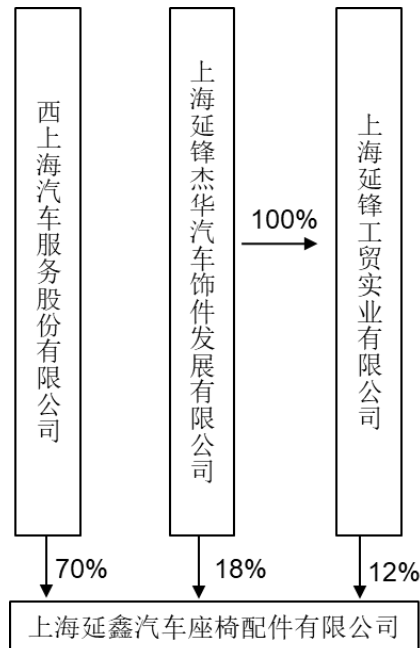 西上海汽车服务股份有限公司
上海延锋杰华汽车饰件发展有限公司
100%
上海延锋工贸实业有限公司
70%
18%
12%
上海延鑫汽车座椅配件有限公司